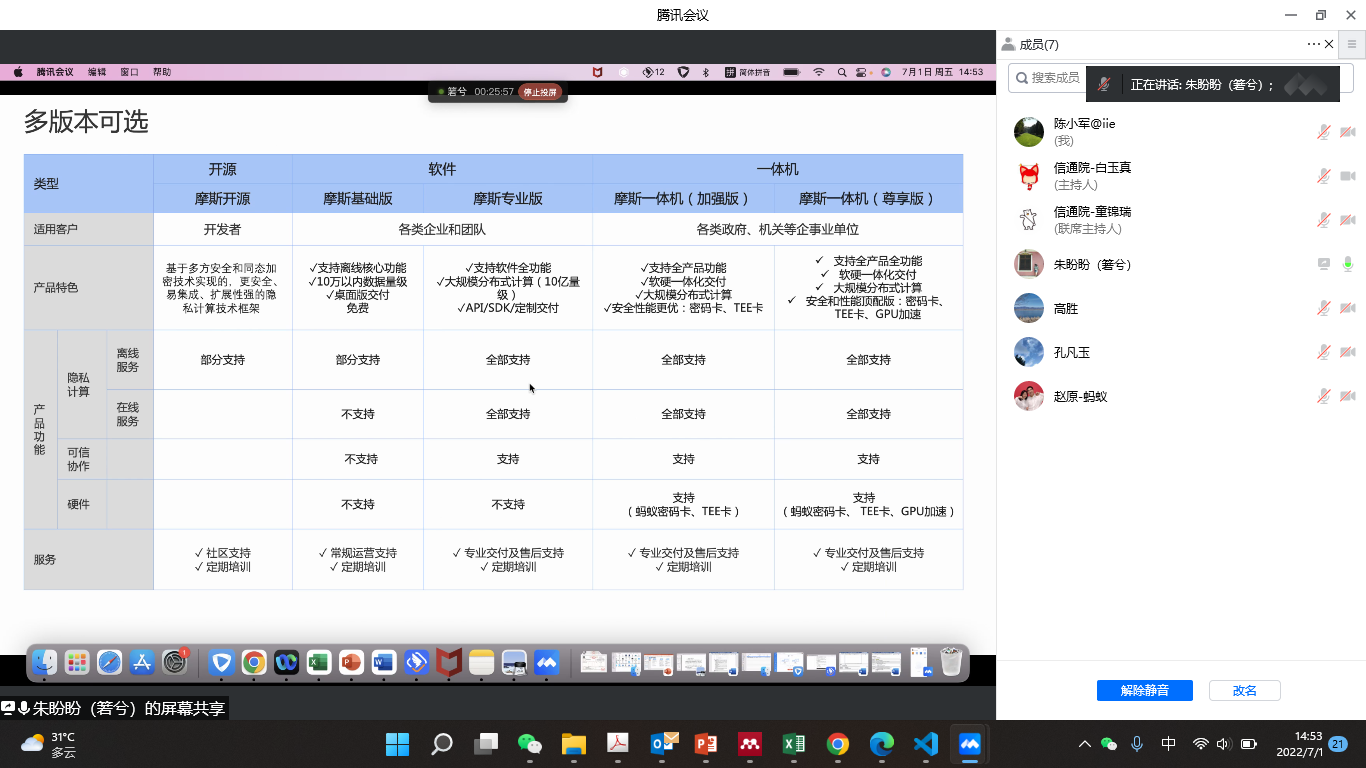 腾讯会议
腾讯会议 编辑 窗口 帮助
12
简体拼音
7月1日 周五 14:53
箬兮 00:25:57 停止投屏
多版本可选
类型
开源
软件
一体机
摩斯开源
摩斯基础版
摩斯专业版
摩斯一体机（加强版）
摩斯一体机（尊享版）
适用客户
开发者
各类企业和团队
各类政府、机关等企事业单位
产品特色
基于多方安全和同态加
密技术实现的，更安全、
易集成、扩展性强的隐
私计算技术框架
✓支持离线核心功能
✓10万以内数据量级
✓桌面版交付
免费
✓支持软件全功能
✓大规模分布式计算（10亿量
级）
✓API/SDK/定制交付
✓支持全产品功能
✓软硬一体化交付
✓大规模分布式计算
✓安全性能更优：密码卡、TEE卡
✓ 支持全产品全功能
✓ 软硬一体化交付
✓ 大规模分布式计算
✓ 安全和性能顶配版：密码卡、
TEE卡、GPU加速
产品功能
隐私
计算
离线
服务
部分支持
部分支持
全部支持
全部支持
全部支持
在线
服务
不支持
全部支持
全部支持
全部支持
可信
协作
不支持
支持
支持
支持
硬件
不支持
不支持
支持
（蚂蚁密码卡、TEE卡）
支持
（蚂蚁密码卡、 TEE卡、GPU加速）
服务
✓ 社区支持
✓ 定期培训
✓ 常规运营支持
✓ 定期培训
✓ 专业交付及售后支持
✓ 定期培训
✓ 专业交付及售后支持
✓ 定期培训
✓ 专业交付及售后支持
✓ 定期培训
1
朱盼盼（箬兮）的屏幕共享
成员(7)
搜索成员
正在讲话: 朱盼盼（箬兮）;
陈小军@iie
(我)
信通院-白玉真
(主持人)
信通院-童锦瑞
(联席主持人)
朱盼盼（箬兮）
高胜
孔凡玉
赵原-蚂蚁
解除静音
改名
31°C
多云
中
14:53
2022/7/1
21